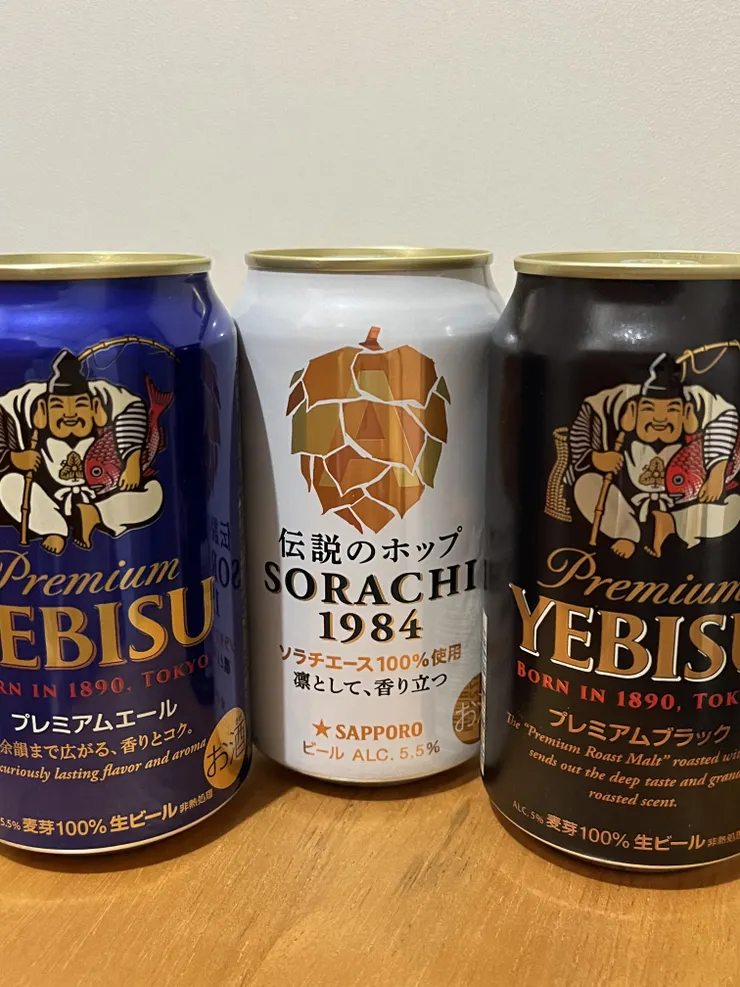 Premium
EBISU
RN IN 1890, TOKYO
プレミアムエール
余韻まで広がる、香りとコク。
curiously lasting flavor and aroma
お酒
5.5% 麦芽100% 生ビール 非熱処理
伝説のホップ
SORACHI
1984
ソラチエース100%使用
凛として、香り立つ
お
★SAPPORO
ビール ALC. 5.5%
Premium
YEBISU
BORN IN 1890, TOK
プレミアムブラック
The "Premium Roast Malt" roasted wi
sends out the deep taste and gran
roasted scent.
ALC. 5% 麦芽100% 生ビール 非熱処